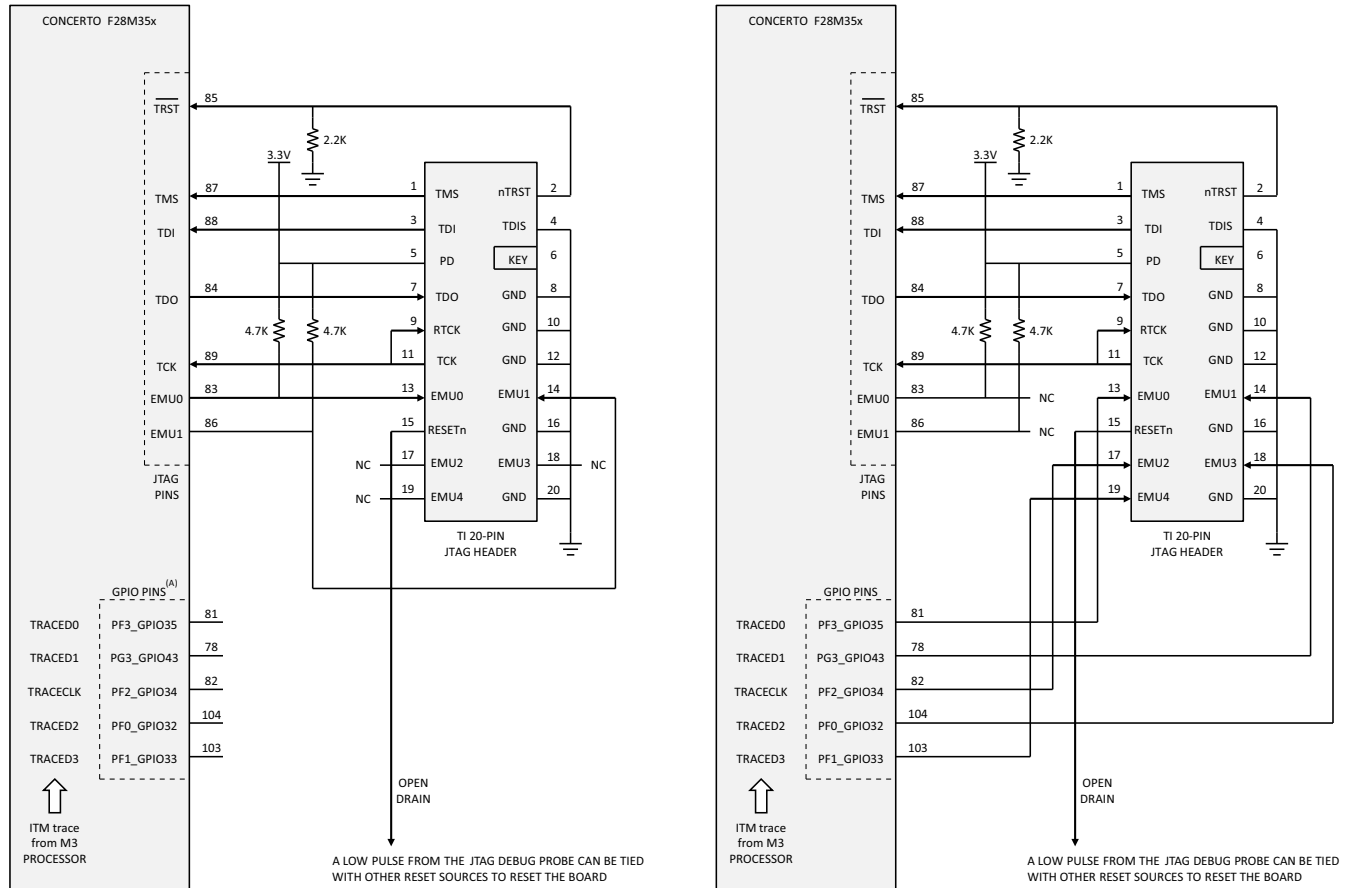 CONCERTO F28M35x
JTAG
PINS
TRST
85
TMS
87
TDI
88
TDO
84
TCK
89
EMU0
83
EMU1
86
2.2K
3.3V
4.7K
4.7K
1 TMS nTRST 2
3 TDI TDIS 4
5 PD KEY 6
7 TDO GND 8
9 RTCK GND 10
11 TCK GND 12
13 EMU0 EMU1 14
15 RESETn GND 16
NC 17 EMU2 EMU3 18 NC
NC 19 EMU4 GND 20
TI 20-PIN
JTAG HEADER
GPIO PINS (A)
TRACED0 PF3_GPIO35 81
TRACED1 PG3_GPIO43 78
TRACECLK PF2_GPIO34 82
TRACED2 PF0_GPIO32 104
TRACED3 PF1_GPIO33 103
ITM trace
from M3
PROCESSOR
OPEN
DRAIN
A LOW PULSE FROM THE JTAG DEBUG PROBE CAN BE TIED
WITH OTHER RESET SOURCES TO RESET THE BOARD
CONCERTO F28M35x
JTAG
PINS
TRST
85
TMS
87
TDI
88
TDO
84
TCK
89
EMU0
83
NC
EMU1
86
NC
2.2K
3.3V
4.7K
4.7K
1 TMS nTRST 2
3 TDI TDIS 4
5 PD KEY 6
7 TDO GND 8
9 RTCK GND 10
11 TCK GND 12
13 EMU0 EMU1 14
15 RESETn GND 16
17 EMU2 EMU3 18
19 EMU4 GND 20
TI 20-PIN
JTAG HEADER
GPIO PINS
TRACED0 PF3_GPIO35 81
TRACED1 PG3_GPIO43 78
TRACECLK PF2_GPIO34 82
TRACED2 PF0_GPIO32 104
TRACED3 PF1_GPIO33 103
ITM trace
from M3
PROCESSOR
OPEN
DRAIN
A LOW PULSE FROM THE JTAG DEBUG PROBE CAN BE TIED
WITH OTHER RESET SOURCES TO RESET THE BOARD